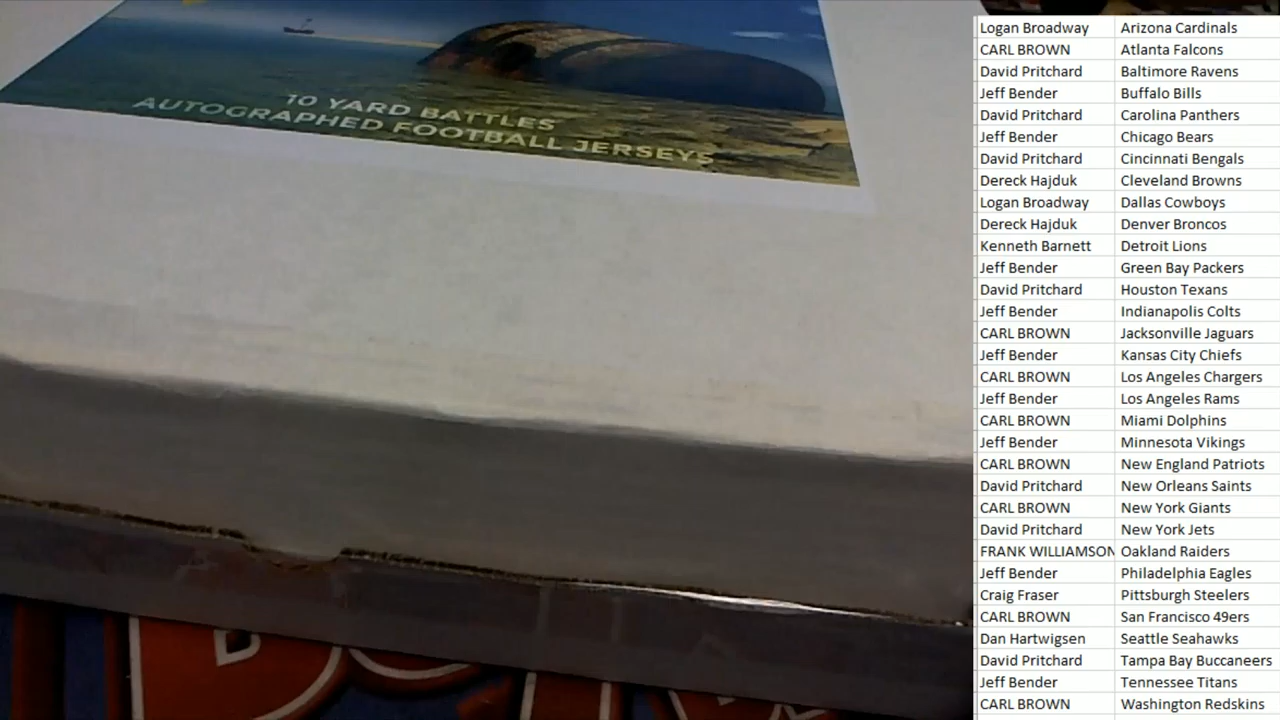 10 YARD BATTLES
AUTOGRAPHED FOOTBALL JERSEYS
Logan Broadway Arizona Cardinals
CARL BROWN Atlanta Falcons
David Pritchard Baltimore Ravens
Jeff Bender Buffalo Bills
David Pritchard Carolina Panthers
Jeff Bender Chicago Bears
David Pritchard Cincinnati Bengals
Dereck Hajduk Cleveland Browns
Logan Broadway Dallas Cowboys
Dereck Hajduk Denver Broncos
Kenneth Barnett Detroit Lions
Jeff Bender Green Bay Packers
David Pritchard Houston Texans
Jeff Bender Indianapolis Colts
CARL BROWN Jacksonville Jaguars
Jeff Bender Kansas City Chiefs
CARL BROWN Los Angeles Chargers
Jeff Bender Los Angeles Rams
CARL BROWN Miami Dolphins
Jeff Bender Minnesota Vikings
CARL BROWN New England Patriots
David Pritchard New Orleans Saints
CARL BROWN New York Giants
David Pritchard New York Jets
FRANK WILLIAMSON Oakland Raiders
Jeff Bender Philadelphia Eagles
Craig Fraser Pittsburgh Steelers
CARL BROWN San Francisco 49ers
Dan Hartwigsen Seattle Seahawks
David Pritchard Tampa Bay Buccaneers
Jeff Bender Tennessee Titans
CARL BROWN Washington Redskins